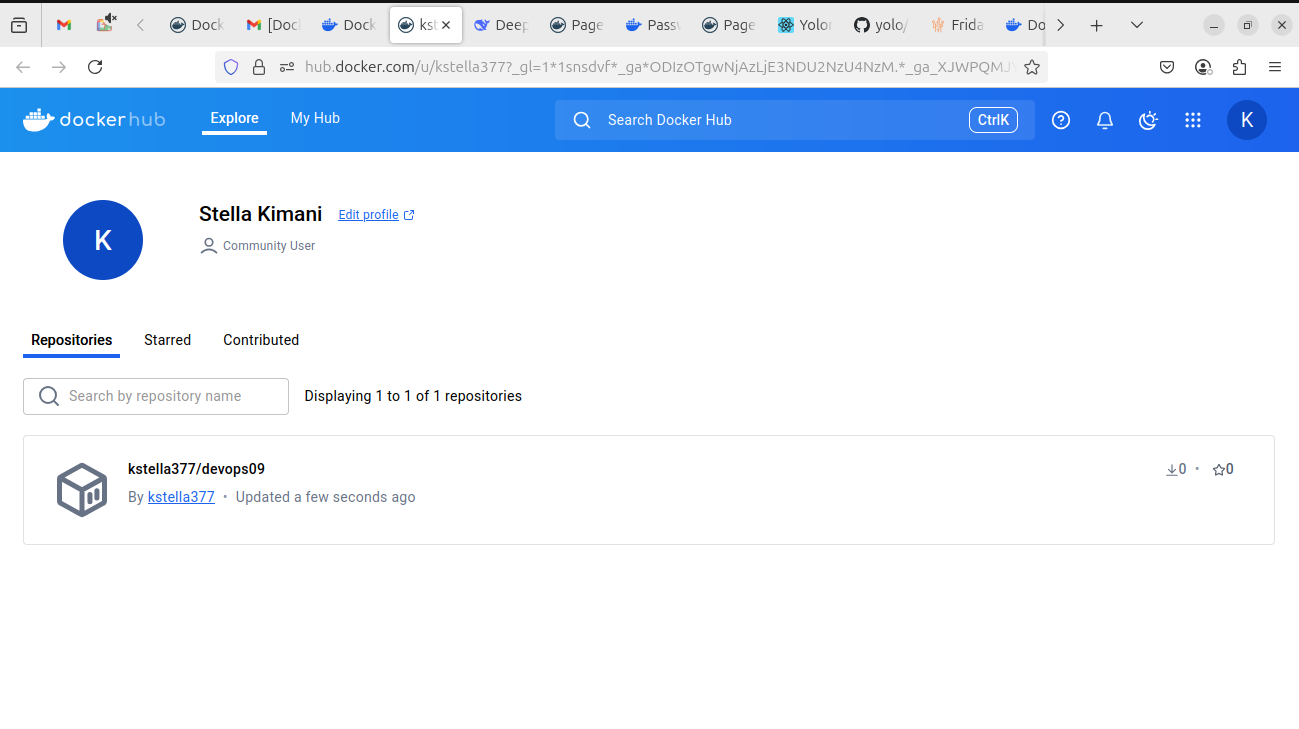 Dock [Doc Dock kst Deep Page Passv Page Yolo yolo/ Frida Do
hub.docker.com/u/kstella377?_gl=1*1snsdvf*_ga*ODIzOTgwNjAzLjE3NDU2NzU4NzM.*_ga_XJWPQMJ
dockerhub
Explore
My Hub
Search Docker Hub
CtrlK
K
K
Stella Kimani
Edit profile
Community User
Repositories
Starred
Contributed
Search by repository name
Displaying 1 to 1 of 1 repositories
kstella377/devops09
0 • 0
By kstella377 • Updated a few seconds ago